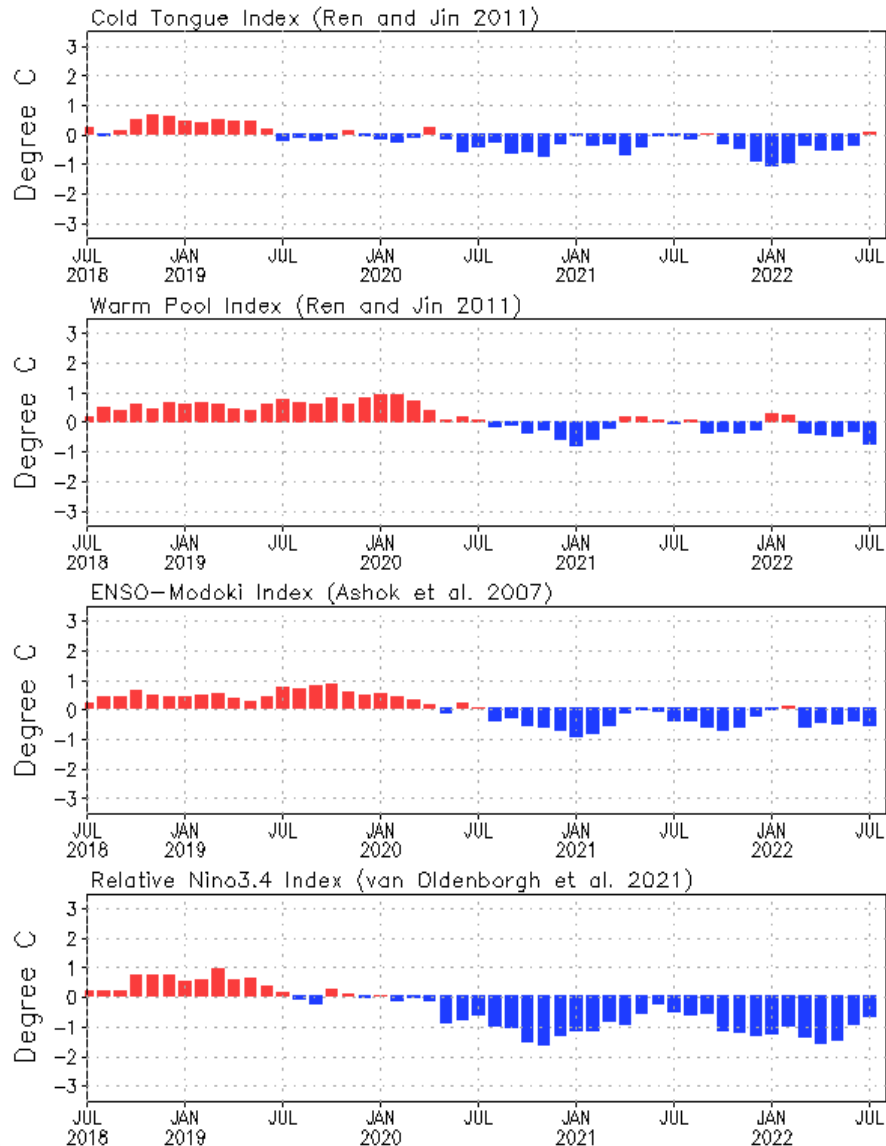 Cold Tongue Index (Ren and Jin 2011)
Degree C
3
2
1
0
-1
-2
-3
JUL JAN JUL JAN JUL JAN JUL JAN JUL
2018 2019 2020 2021 2022
Warm Pool Index (Ren and Jin 2011)
Degree C
3
2
1
0
-1
-2
-3
JUL JAN JUL JAN JUL JAN JUL JAN JUL
2018 2019 2020 2021 2022
ENSO-Modoki Index (Ashok et al. 2007)
Degree C
3
2
1
0
-1
-2
-3
JUL JAN JUL JAN JUL JAN JUL JAN JUL
2018 2019 2020 2021 2022
Relative Nino3.4 Index (van Oldenborgh et al. 2021)
Degree C
3
2
1
0
-1
-2
-3
JUL JAN JUL JAN JUL JAN JUL JAN JUL
2018 2019 2020 2021 2022